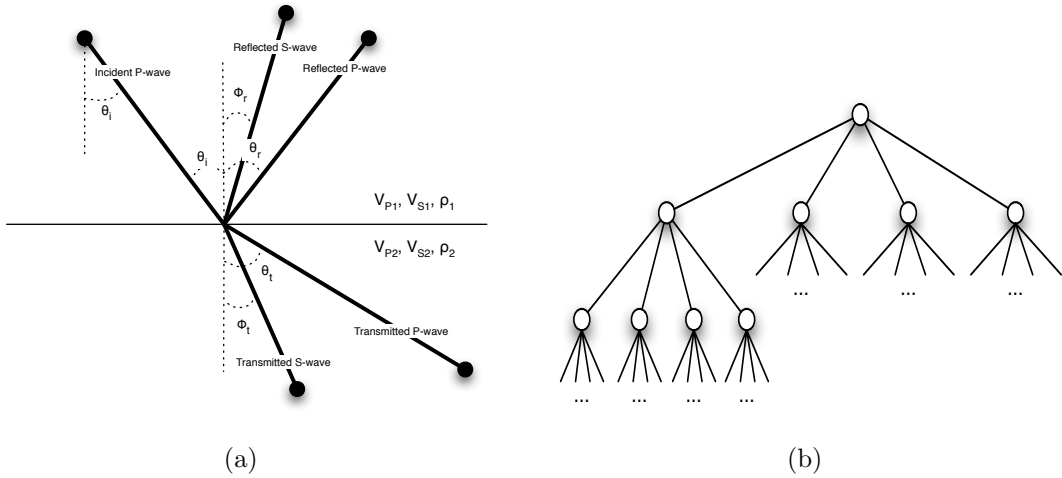 Reflected S-wave
Reflected P-wave
Incident P-wave
Φr
θi
θi
θr
VP1, VS1, ρ1
VP2, VS2, ρ2
θt
Φt
Transmitted P-wave
Transmitted S-wave
(a)
... ... ...
... ... ... ...
(b)